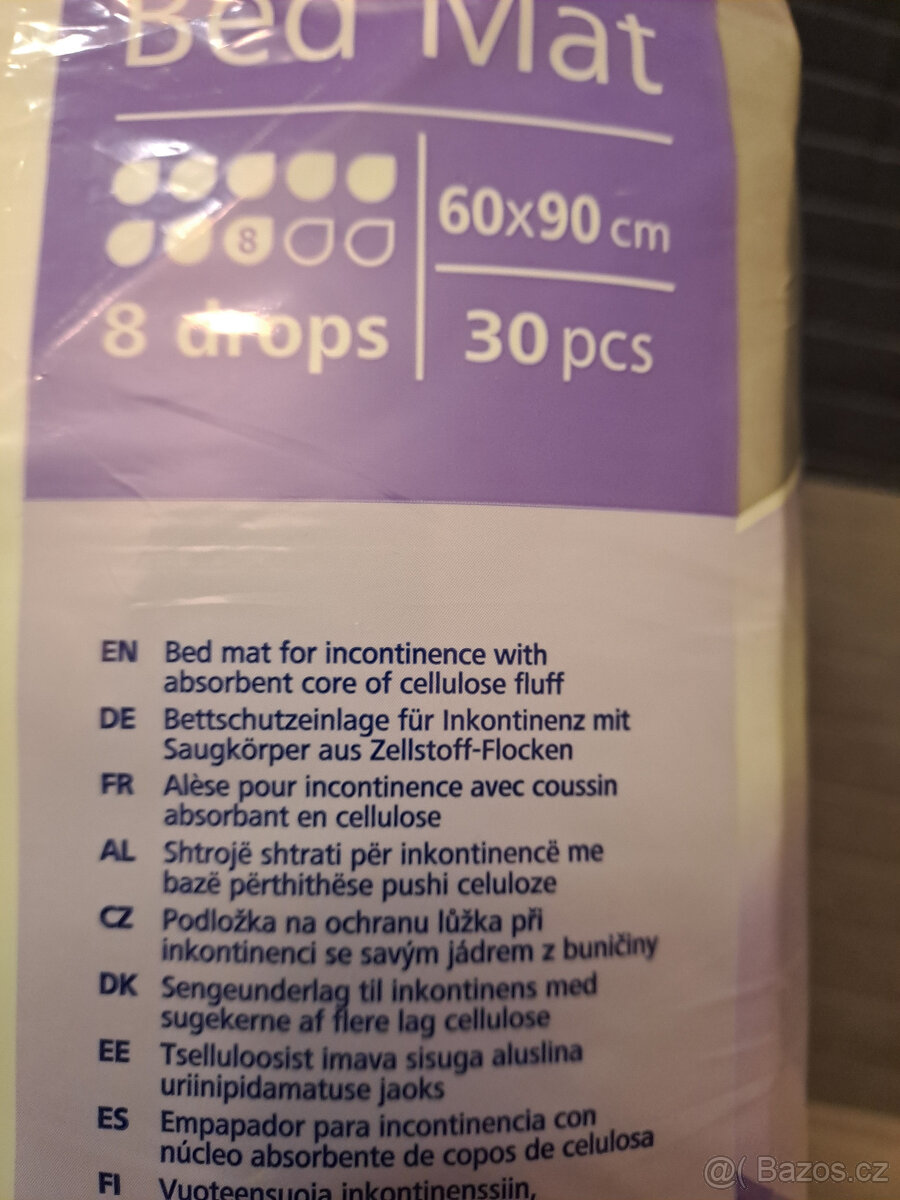 Bed Mat
8
8 drops
60x90 cm
30 pcs
EN Bed mat for incontinence with
absorbent core of cellulose fluff
DE Bettschutzeinlage für Inkontinenz mit
Saugkörper aus Zellstoff-Flocken
FR Alèse pour incontinence avec coussin
absorbant en cellulose
AL Shtrojë shtrati për inkontinencë me
bazë përthithëse pushi celuloze
CZ Podložka na ochranu lůžka při
inkontinenci se savým jádrem z buničiny
DK Sengeunderlag til inkontinens med
sugekerne af flere lag cellulose
EE Tselluloosist imava sisuga aluslina
uriinipidamatuse jaoks
ES Empapador para incontinencia con
núcleo absorbente de copos de celulosa
FI Vuoteensuoja inkontinenssiin,
@( Bazos.cz